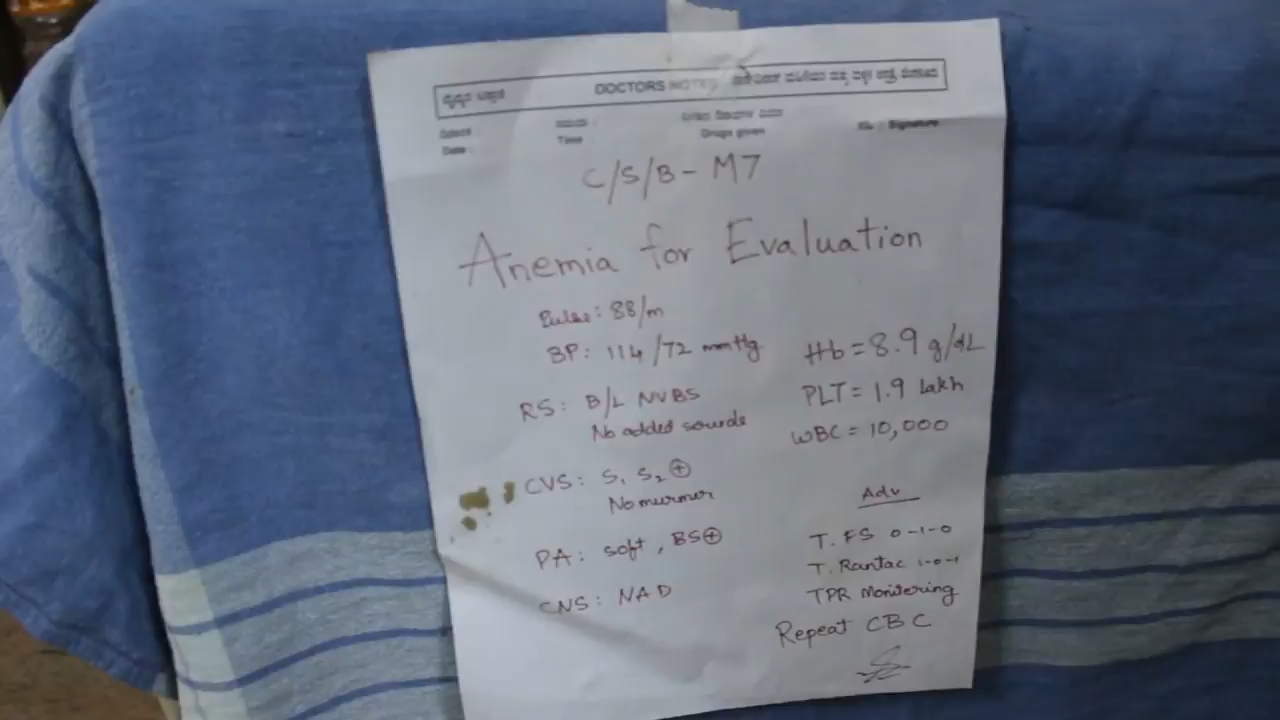 DOCTORS NOTES
Date :
Time :
Drugs given
Signature
C/S/B - M7
Anemia for Evaluation
Pulse: 88/m
BP: 114/72 mmHg
RS: B/L NVBS
No added sounds
CVS: S₁ S₂ ⊕
No murmer
PA: soft, BS⊕
CNS: NAD
Hb = 8.9 g/dL
PLT = 1.9 Lakh
WBC = 10,000
Adv
T. FS 0-1-0
T. Rantac 1-0-1
TPR Monitering
Repeat CBC